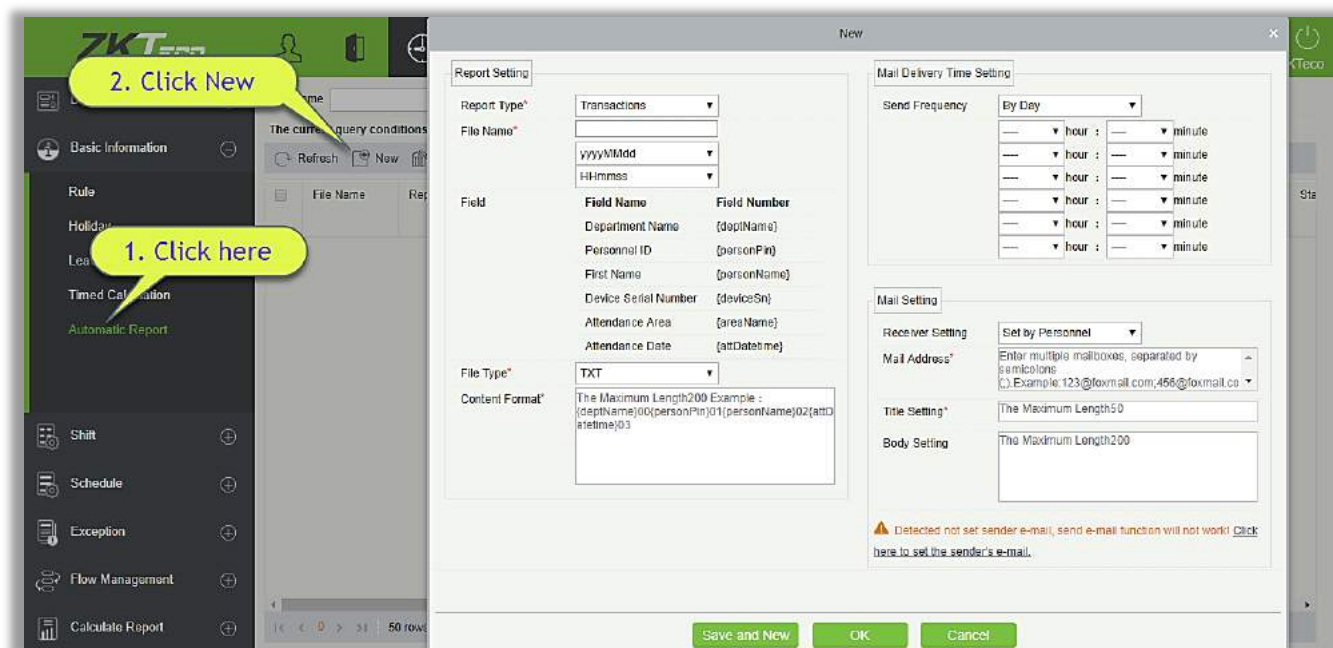 ZKTeco
2. Click New
New
KTeco
ame
The current query conditions
Basic Information
Refresh New
File Name Rep
Sta
Rule
Holiday
Lea
1. Click here
Timed Calculation
Automatic Report
Shift
Schedule
Exception
Flow Management
Calculate Report
0 50 rows
Report Setting
Report Type* Transactions
File Name*
yyyyMMdd
HHmmss
Field Field Name Field Number
Department Name {deptName}
Personnel ID {personPin}
First Name {personName}
Device Serial Number {deviceSn}
Attendance Area {areaName}
Attendance Date {attDatetime}
File Type* TXT
Content Format* The Maximum Length200 Example :
{deptName}00{personPin}01{personName}02{attD
atetime}03
Mail Delivery Time Setting
Send Frequency By Day
---- hour : ---- minute
---- hour : ---- minute
---- hour : ---- minute
---- hour : ---- minute
---- hour : ---- minute
---- hour : ---- minute
Mail Setting
Receiver Setting Set by Personnel
Mail Address* Enter multiple mailboxes, separated by
semicolons
(;).Example:123@foxmail.com;456@foxmail.co
Title Setting* The Maximum Length50
Body Setting The Maximum Length200
Detected not set sender e-mail, send e-mail function will not work! Click
here to set the sender's e-mail.
Save and New OK Cancel